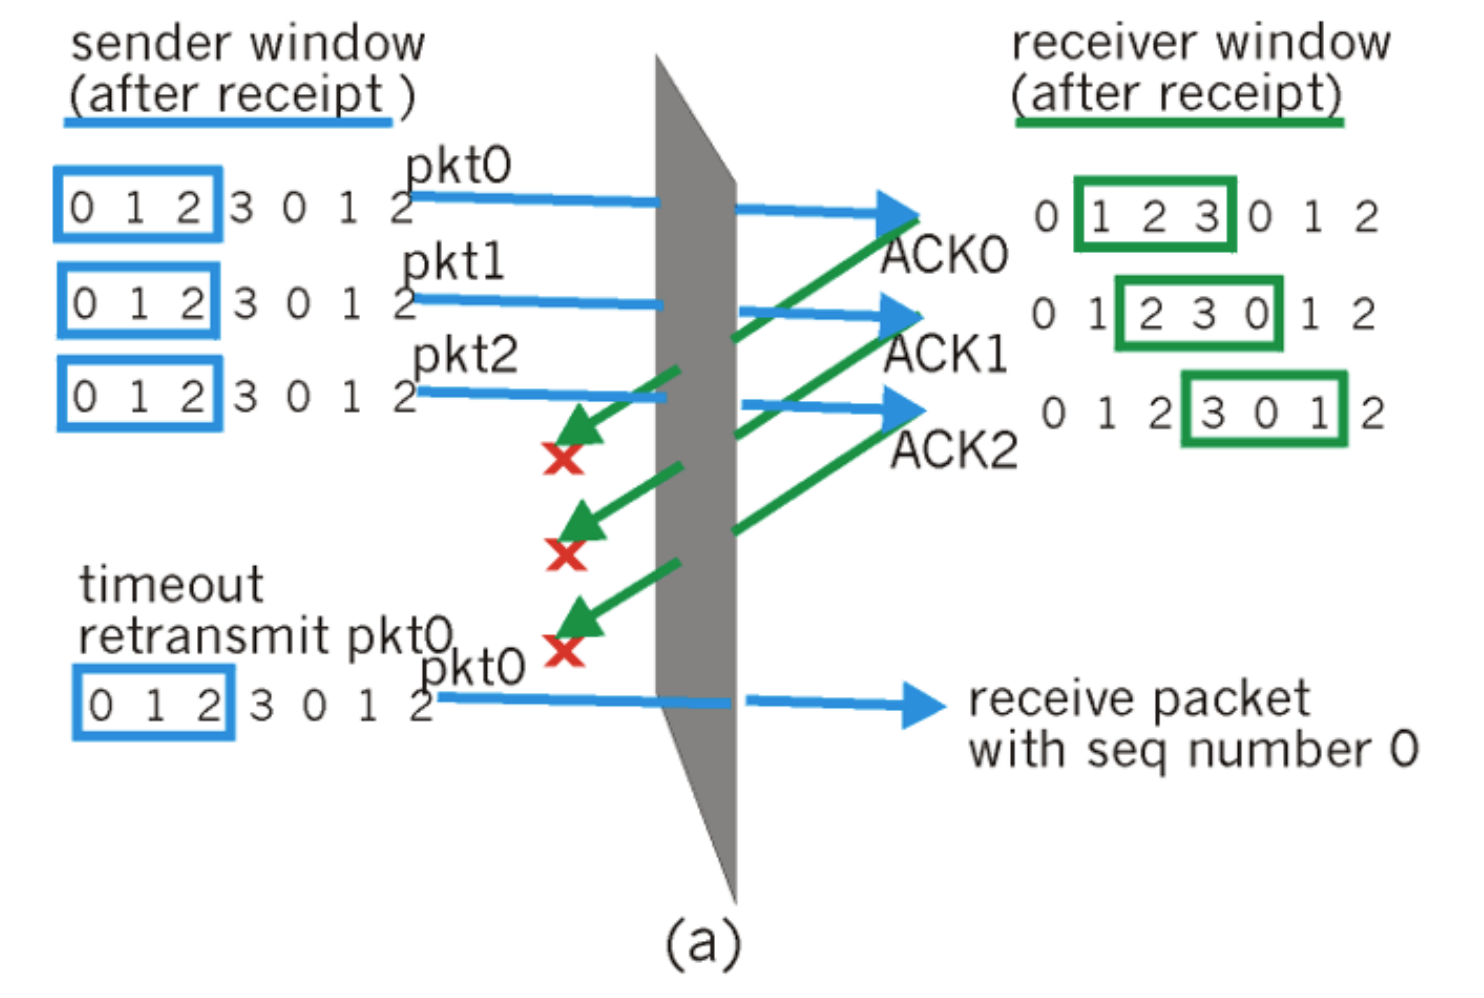 sender window
(after receipt )
receiver window
(after receipt)
pkt0
0 1 2 3 0 1 2
ACK0
0 1 2 3 0 1 2
pkt1
0 1 2 3 0 1 2
ACK1
0 1 2 3 0 1 2
pkt2
0 1 2 3 0 1 2
ACK2
0 1 2 3 0 1 2
timeout
retransmit pkt0
pkt0
0 1 2 3 0 1 2
receive packet
with seq number 0
(a)